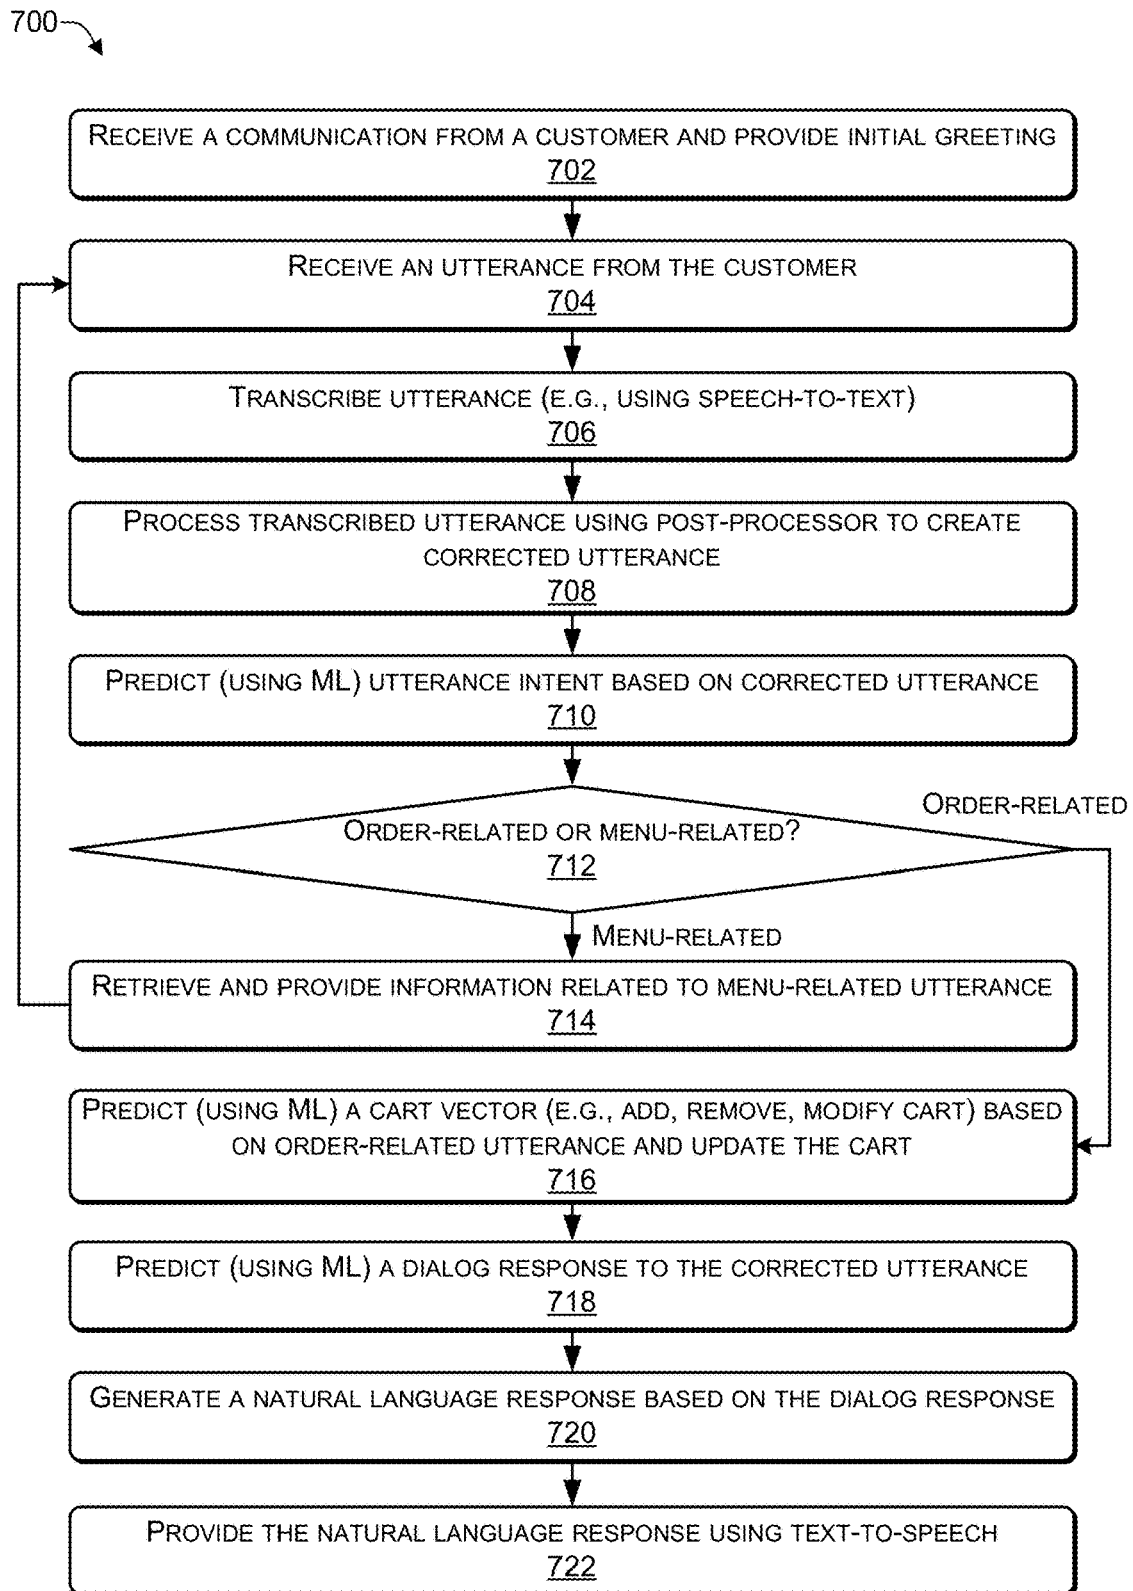 700
RECEIVE A COMMUNICATION FROM A CUSTOMER AND PROVIDE INITIAL GREETING
702
RECEIVE AN UTTERANCE FROM THE CUSTOMER
704
TRANSCRIBE UTTERANCE (E.G., USING SPEECH-TO-TEXT)
706
PROCESS TRANSCRIBED UTTERANCE USING POST-PROCESSOR TO CREATE
CORRECTED UTTERANCE
708
PREDICT (USING ML) UTTERANCE INTENT BASED ON CORRECTED UTTERANCE
710
ORDER-RELATED
ORDER-RELATED OR MENU-RELATED?
712
MENU-RELATED
RETRIEVE AND PROVIDE INFORMATION RELATED TO MENU-RELATED UTTERANCE
714
PREDICT (USING ML) A CART VECTOR (E.G., ADD, REMOVE, MODIFY CART) BASED
ON ORDER-RELATED UTTERANCE AND UPDATE THE CART
716
PREDICT (USING ML) A DIALOG RESPONSE TO THE CORRECTED UTTERANCE
718
GENERATE A NATURAL LANGUAGE RESPONSE BASED ON THE DIALOG RESPONSE
720
PROVIDE THE NATURAL LANGUAGE RESPONSE USING TEXT-TO-SPEECH
722